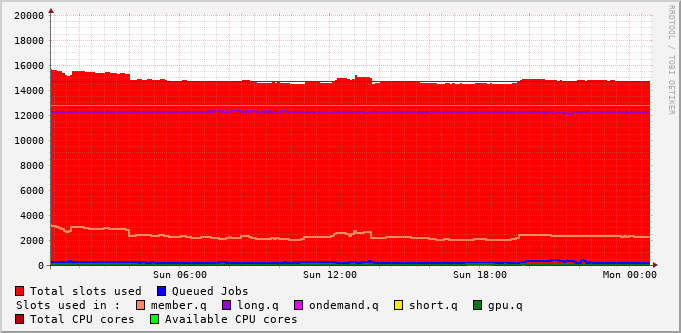 20000
18000
16000
14000
12000
10000
8000
6000
4000
2000
0
Sun 06:00 Sun 12:00 Sun 18:00 Mon 00:00
RRDTOOL / TOBI OETIKER
Total slots used Queued Jobs
Slots used in : member.q long.q ondemand.q short.q gpu.q
Total CPU cores Available CPU cores